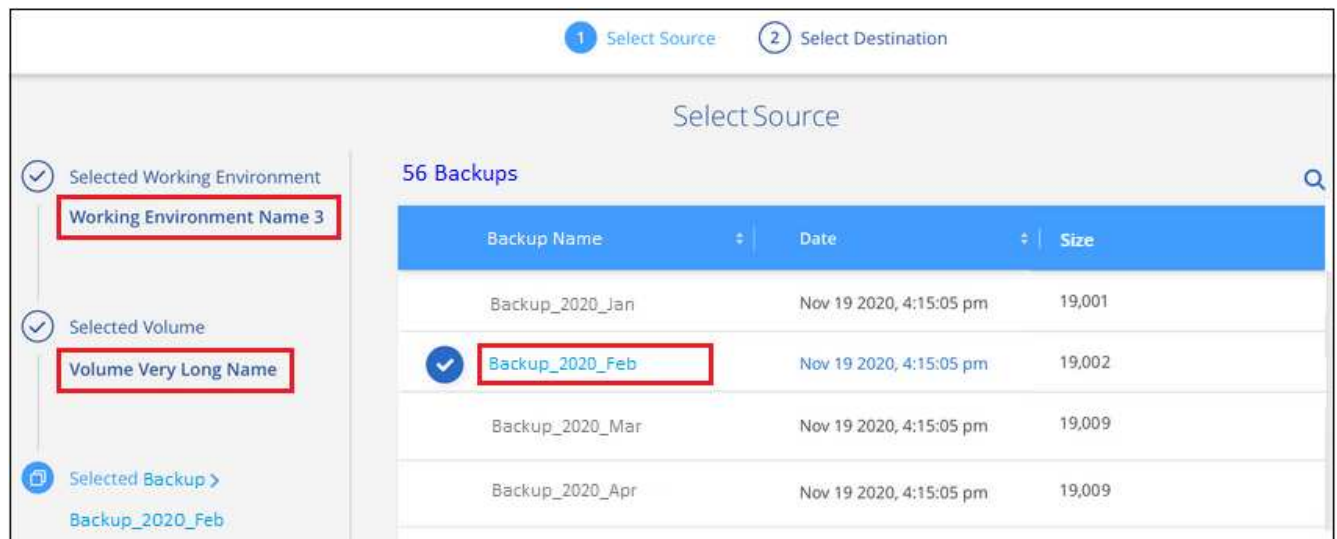 1 Select Source 2 Select Destination
Select Source
Selected Working Environment
Working Environment Name 3
Selected Volume
Volume Very Long Name
Selected Backup >
Backup_2020_Feb
56 Backups
Backup Name Date Size
Backup_2020_Jan Nov 19 2020, 4:15:05 pm 19,001
Backup_2020_Feb Nov 19 2020, 4:15:05 pm 19,002
Backup_2020_Mar Nov 19 2020, 4:15:05 pm 19,009
Backup_2020_Apr Nov 19 2020, 4:15:05 pm 19,009